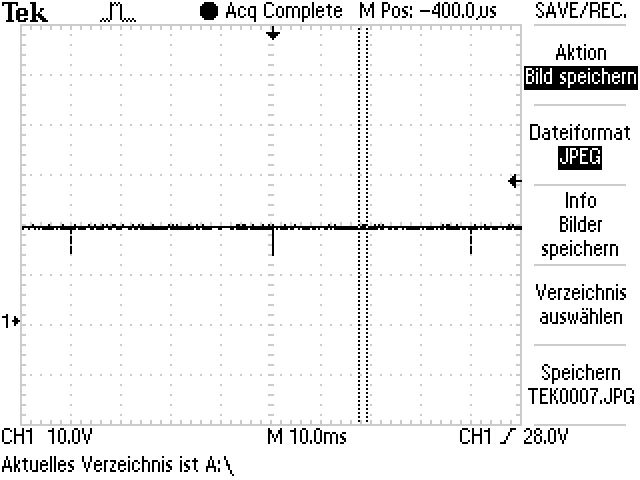 Tek Acq Complete M Pos: -400.0µs SAVE/REC.
Aktion
Bild speichern
Dateiformat
JPEG
Info
Bilder
speichern
1
Verzeichnis
auswählen
Speichern
TEK0007.JPG
CH1 10.0V M 10.0ms CH1 28.0V
Aktuelles Verzeichnis ist A:\